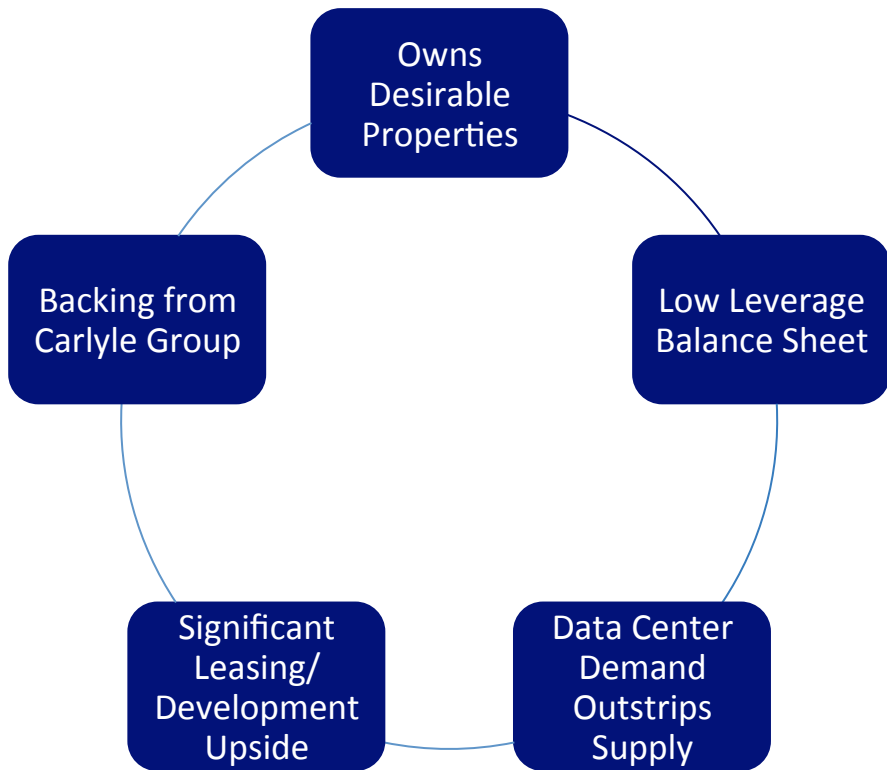 Owns
Desirable
Properties
Backing from
Carlyle Group
Low Leverage
Balance Sheet
Significant
Leasing/
Development
Upside
Data Center
Demand
Outstrips
Supply